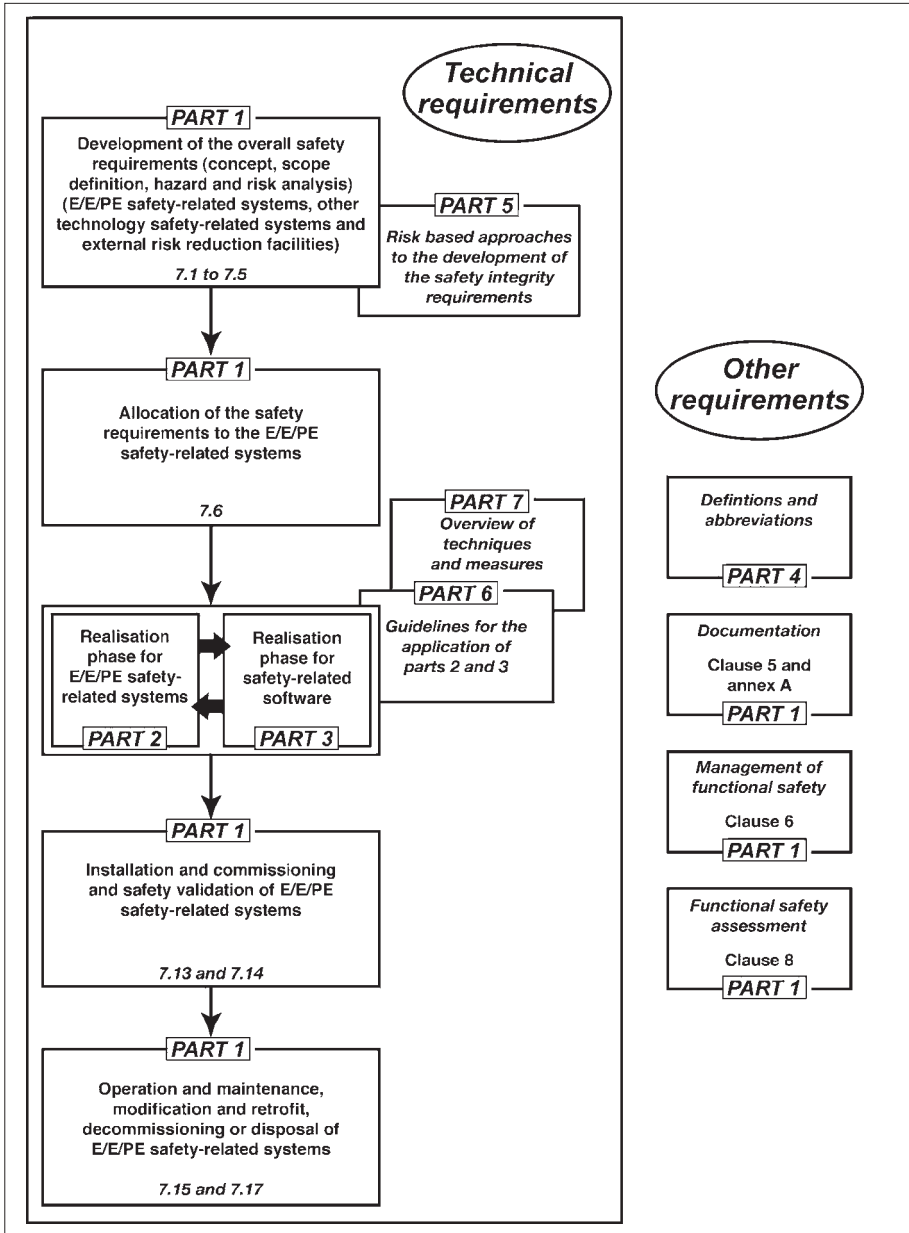 Technical
requirements
PART 1
Development of the overall safety
requirements (concept, scope
definition, hazard and risk analysis)
(E/E/PE safety-related systems, other
technology safety-related systems and
external risk reduction facilities)
7.1 to 7.5
PART 5
Risk based approaches
to the development of
the safety integrity
requirements
PART 1
Allocation of the safety
requirements to the E/E/PE
safety-related systems
7.6
PART 7
Overview of
techniques
and measures
PART 6
Guidelines for the
application of
parts 2 and 3
Realisation
phase for
E/E/PE safety-
related systems
PART 2
Realisation
phase for
safety-related
software
PART 3
PART 1
Installation and commissioning
and safety validation of E/E/PE
safety-related systems
7.13 and 7.14
PART 1
Operation and maintenance,
modification and retrofit,
decommissioning or disposal of
E/E/PE safety-related systems
7.15 and 7.17
Other
requirements
Defintions and
abbreviations
PART 4
Documentation
Clause 5 and
annex A
PART 1
Management of
functional safety
Clause 6
PART 1
Functional safety
assessment
Clause 8
PART 1